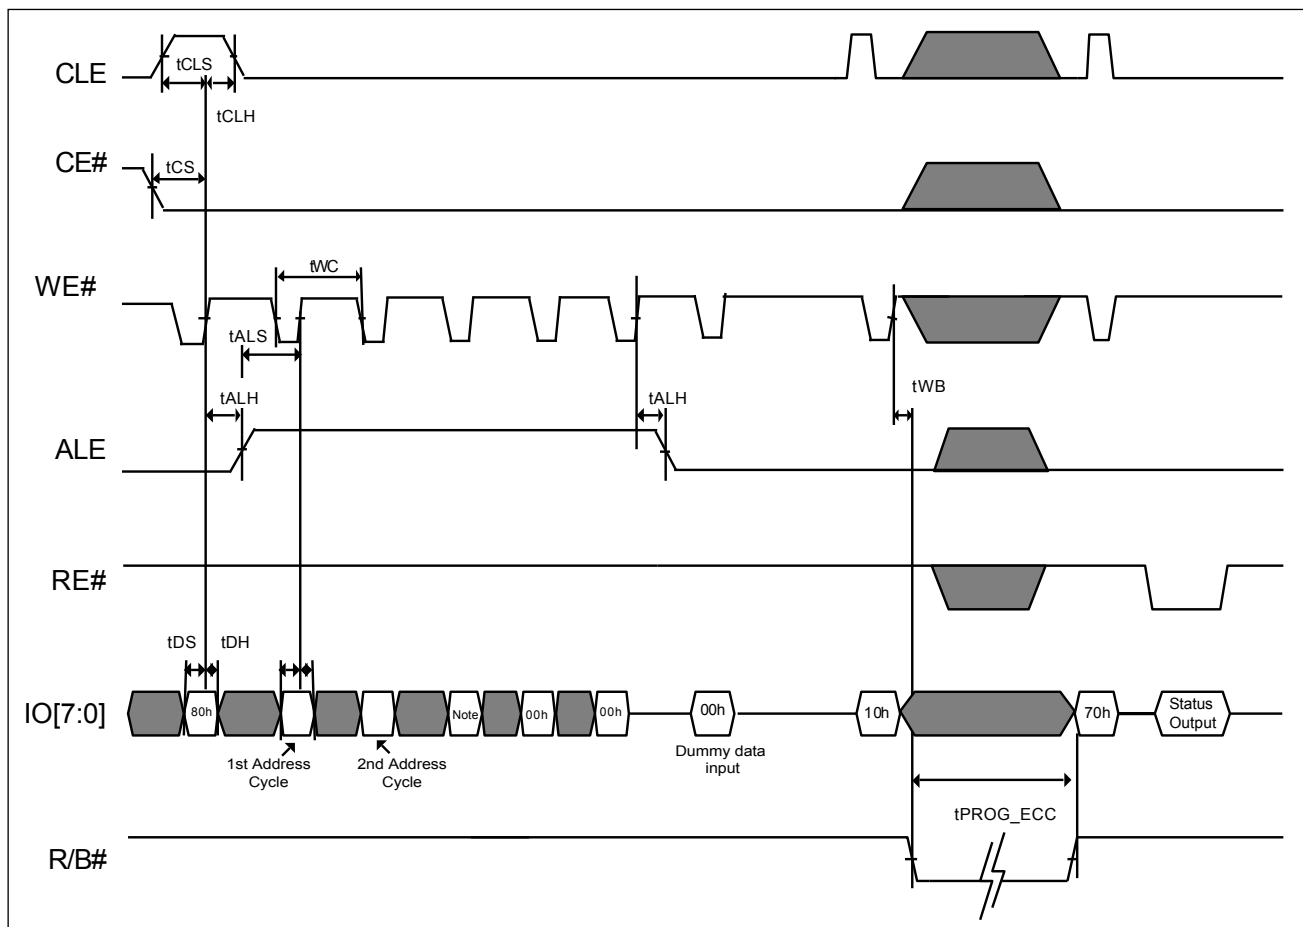 CLE
tCLS
tCLH
CE#
tCS
WE#
tWC
tALS
tWB
tALH
tALH
ALE
RE#
tDS
tDH
IO[7:0]
80h
Note
00h
00h
00h
10h
70h
Status
Output
1st Address
Cycle
2nd Address
Cycle
Dummy data
input
tPROG_ECC
R/B#